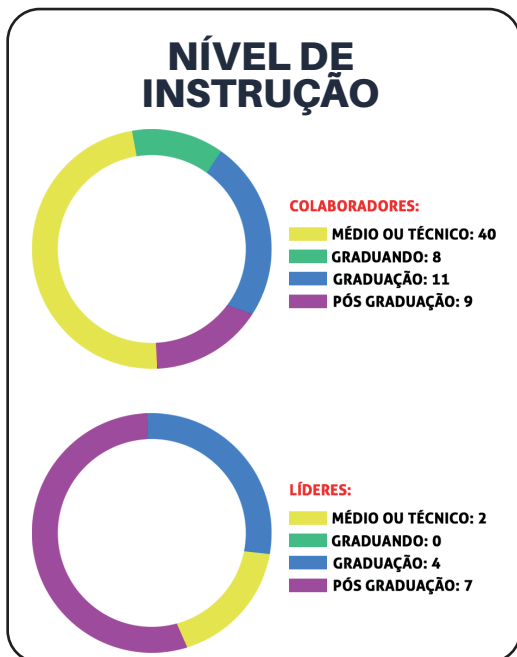 NÍVEL DE
INSTRUÇÃO
COLABORADORES:
MÉDIO OU TÉCNICO: 40
GRADUANDO: 8
GRADUAÇÃO: 11
PÓS GRADUAÇÃO: 9
LÍDERES:
MÉDIO OU TÉCNICO: 2
GRADUANDO: 0
GRADUAÇÃO: 4
PÓS GRADUAÇÃO: 7